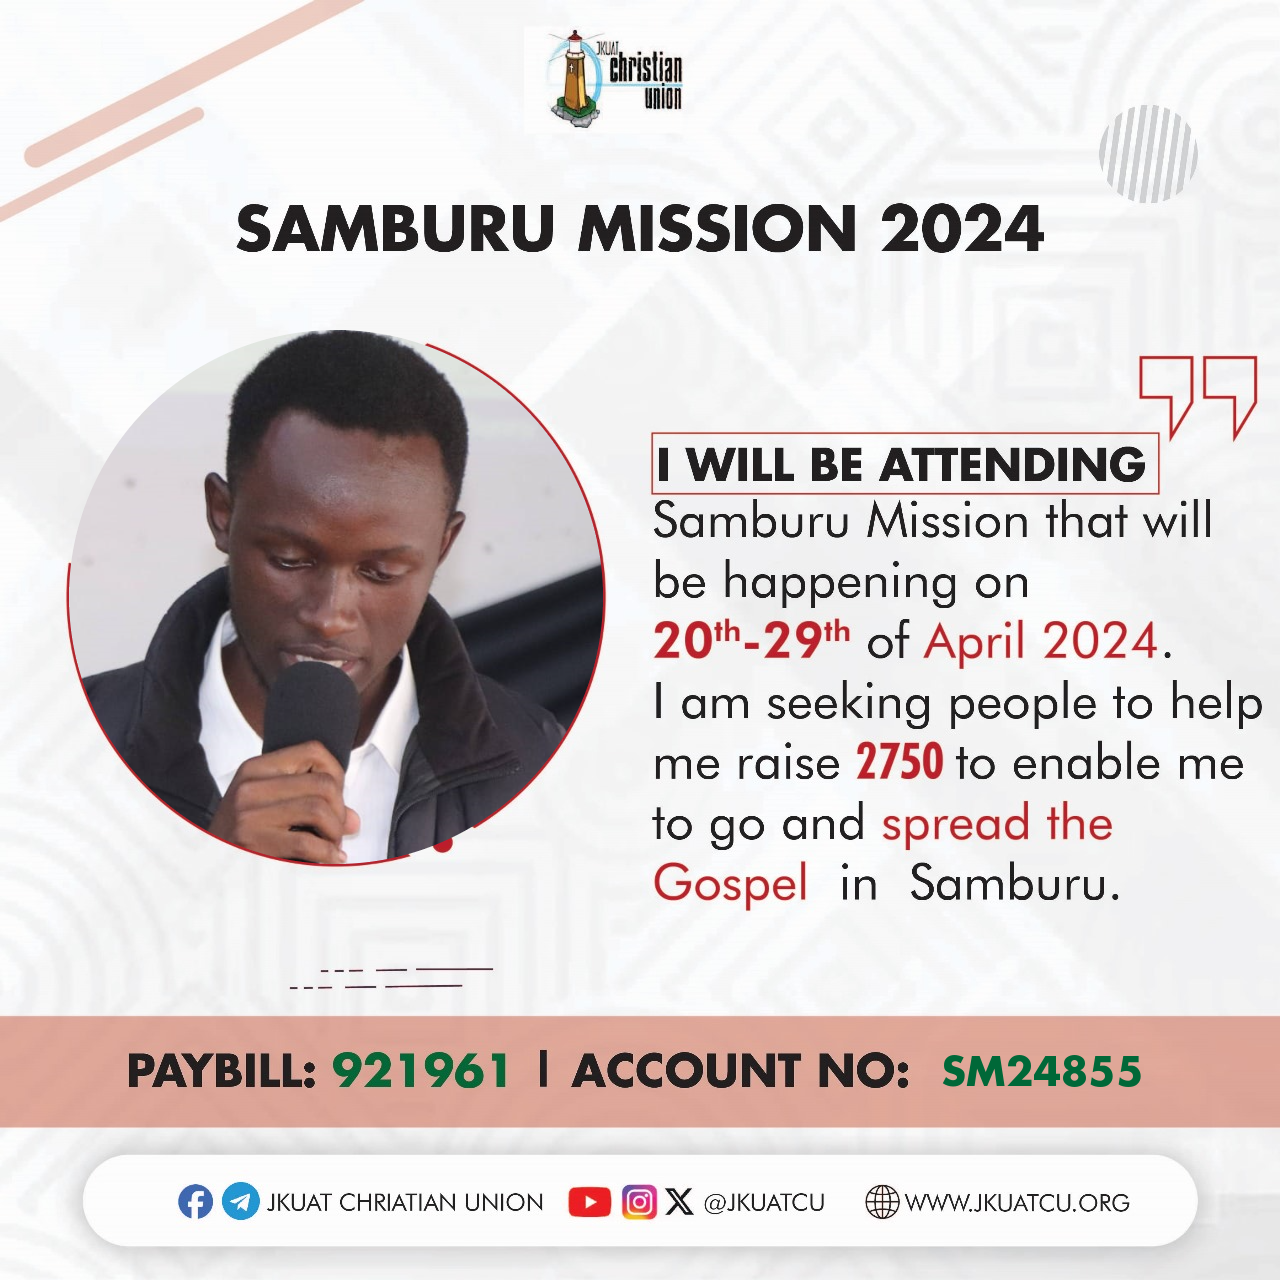 JKUAT
christian
union
SAMBURU MISSION 2024
I WILL BE ATTENDING
Samburu Mission that will
be happening on
20th-29th of April 2024.
I am seeking people to help
me raise 2750 to enable me
to go and spread the
Gospel in Samburu.
PAYBILL: 921961 | ACCOUNT NO: SM24855
JKUAT CHRIATIAN UNION @JKUATCU WWW.JKUATCU.ORG